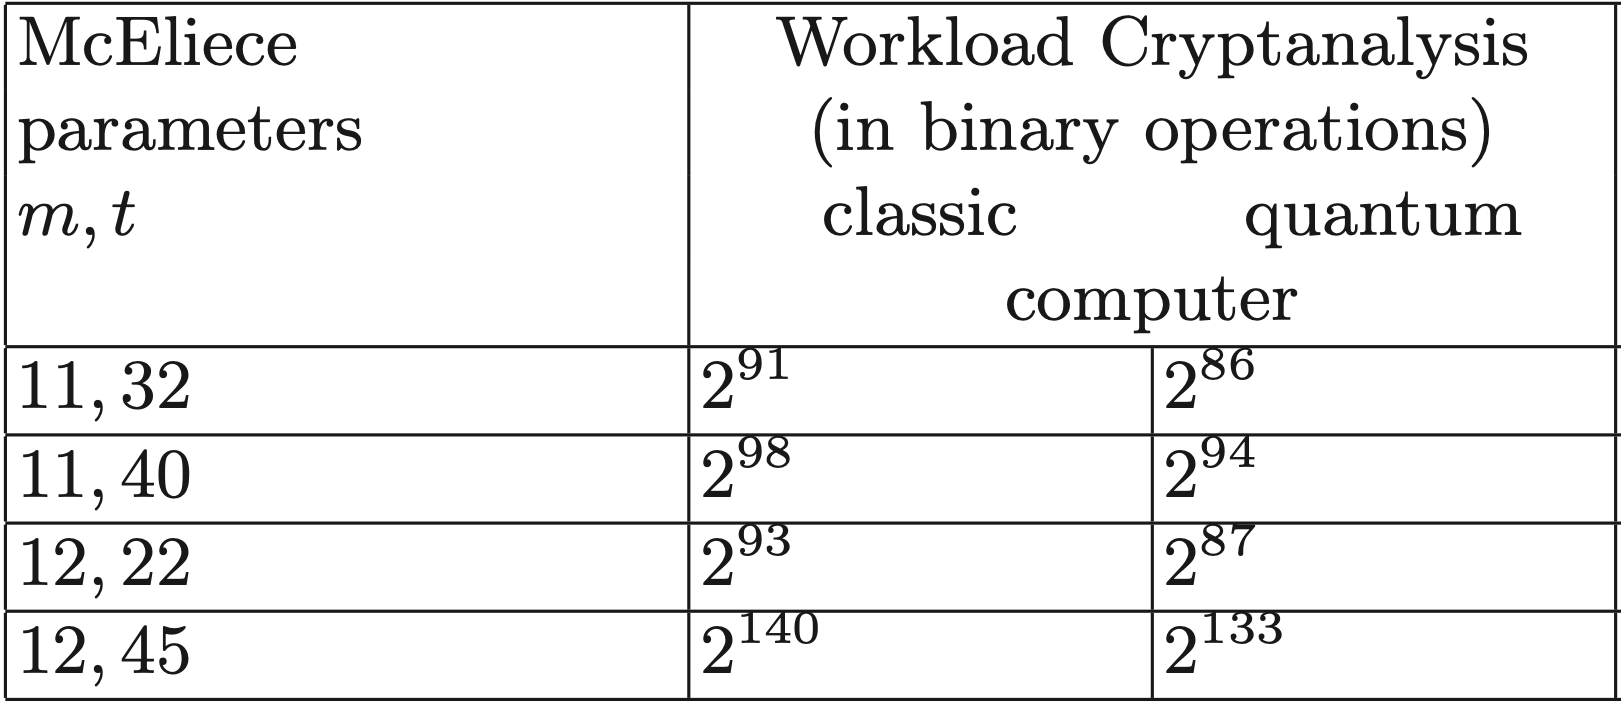 McEliece Workload Cryptanalysis
parameters (in binary operations)
m, t classic quantum
computer
11, 32 2^91 2^86
11, 40 2^98 2^94
12, 22 2^93 2^87
12, 45 2^140 2^133